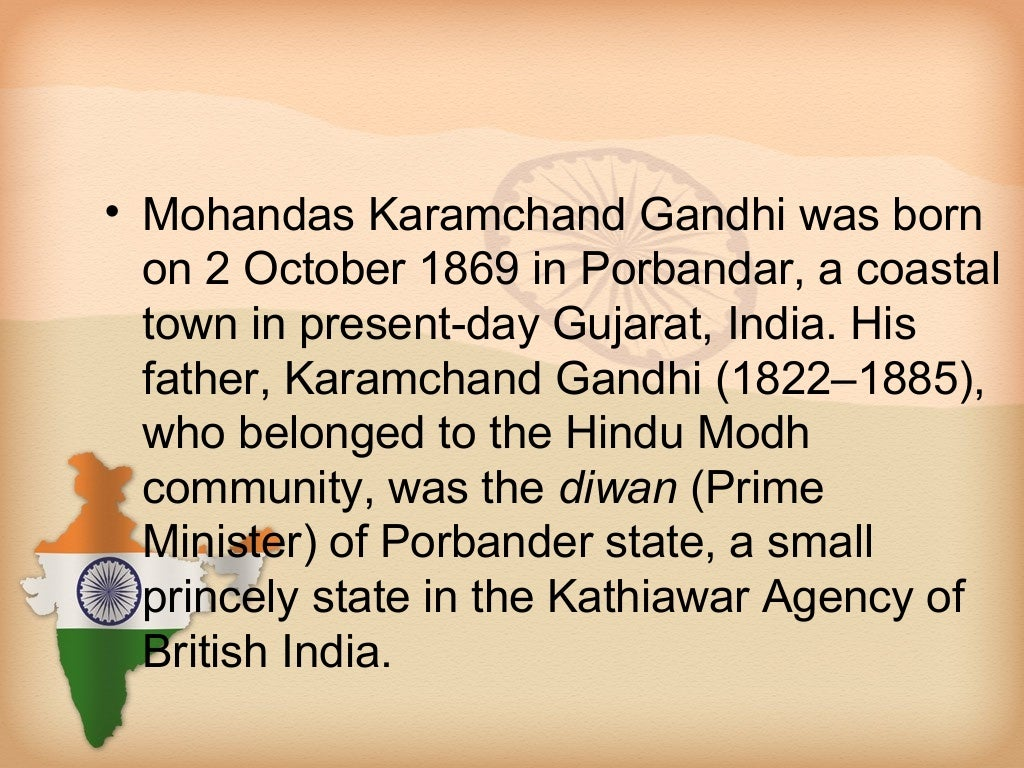 • Mohandas Karamchand Gandhi was born
on 2 October 1869 in Porbandar, a coastal
town in present-day Gujarat, India. His
father, Karamchand Gandhi (1822–1885),
who belonged to the Hindu Modh
community, was the diwan (Prime
Minister) of Porbander state, a small
princely state in the Kathiawar Agency of
British India.